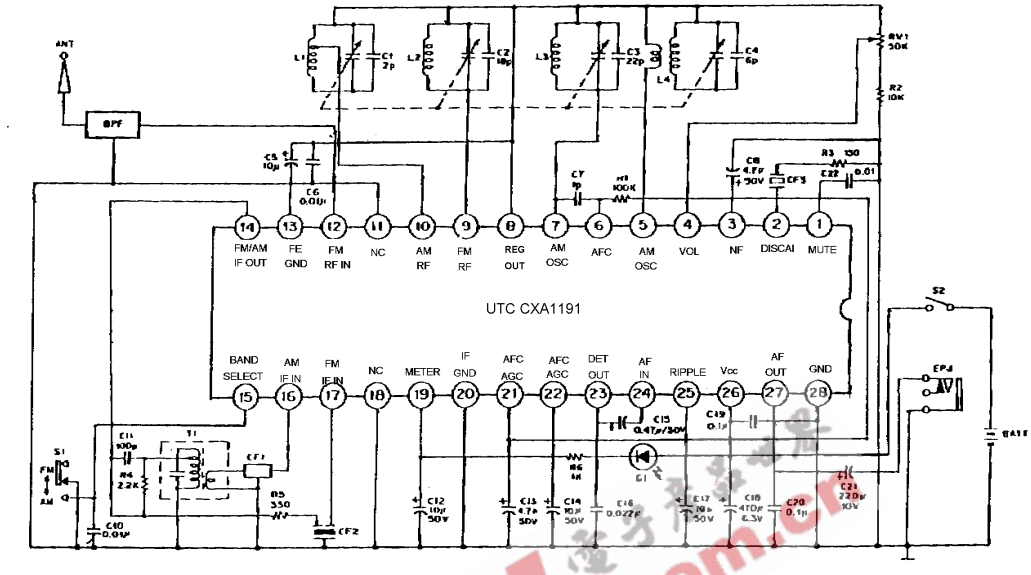 ANT
BPF
L1
C1
2p
L2
C2
18p
L3
C3
22p
L4
C4
6p
RV1
50K
R2
10K
C5
10μ
C6
0.01μ
C7
1p
R1
100K
C8
4.7μ
50V
R3 150
CF3
C22 0.01
14 13 12 11 10 9 8 7 6 5 4 3 2 1
FM/AM
IF OUT
FE
GND
FM
RF IN
NC
AM
RF
FM
RF
REG
OUT
AM
OSC
AFC
AM
OSC
VOL
NF
DISCAI
MUTE
UTC CXA1191
BAND
SELECT
AM
IF IN
FM
IF IN
NC
METER
IF
GND
AFC
AGC
AFC
AGC
DET
OUT
AF
IN
RIPPLE
Vcc
AF
OUT
GND
15 16 17 18 19 20 21 22 23 24 25 26 27 28
S2
EPJ
S1
FM
AM
C10
0.01μ
C11
100p
R4
2.2K
T1
CF1
R5
330
CF2
C12
10μ
50V
C13
4.7μ
50V
C14
10μ
50V
C15
0.47μ/50V
R6
1K
0.022μ
C17
50V
C18
470μ
6.3V
C19
0.1μ
C20
0.1μ
C21
220μ
10V
電子產品世界
om.cn